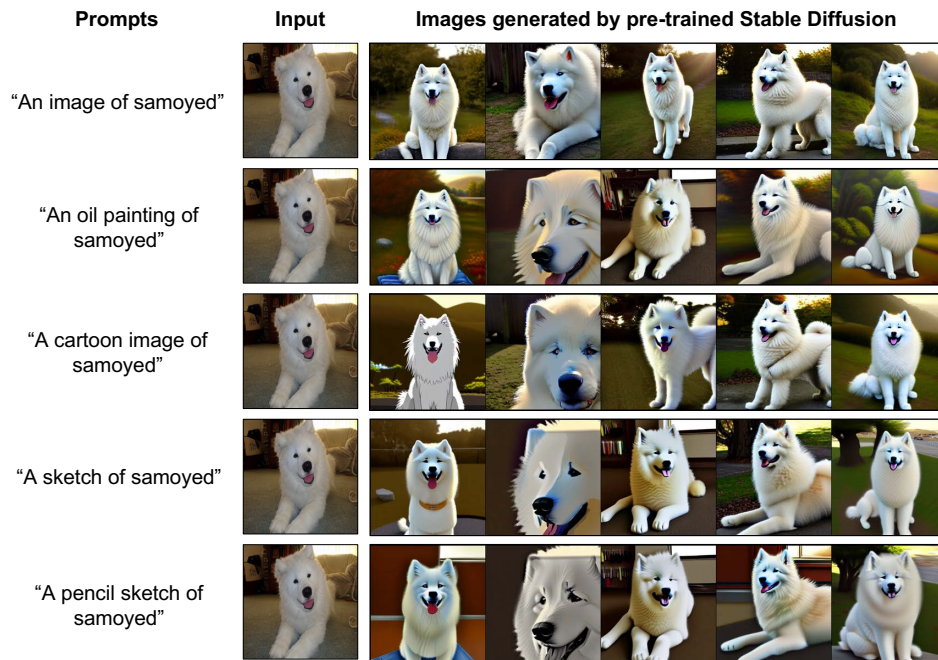 Prompts Input Images generated by pre-trained Stable Diffusion
“An image of samoyed”
“An oil painting of
samoyed”
“A cartoon image of
samoyed”
“A sketch of samoyed”
“A pencil sketch of
samoyed”